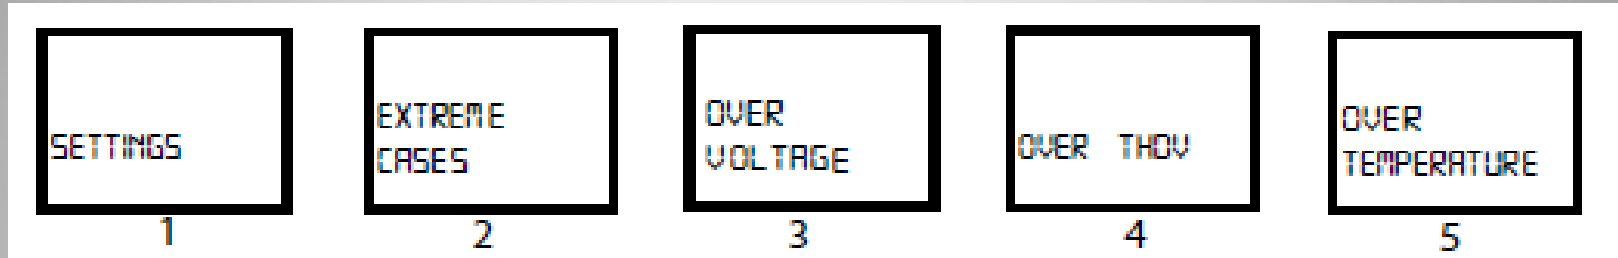 SETTINGS
1
EXTREME
CASES
2
OVER
VOLTAGE
3
OVER THDV
4
OVER
TEMPERATURE
5